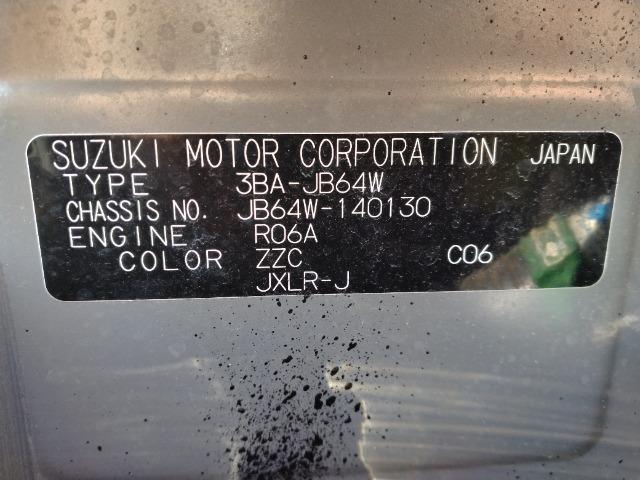 SUZUKI MOTOR CORPORATION JAPAN
TYPE 3BA-JB64W
CHASSIS NO. JB64W-140130
ENGINE R06A
COLOR ZZC C06
JXLR-J